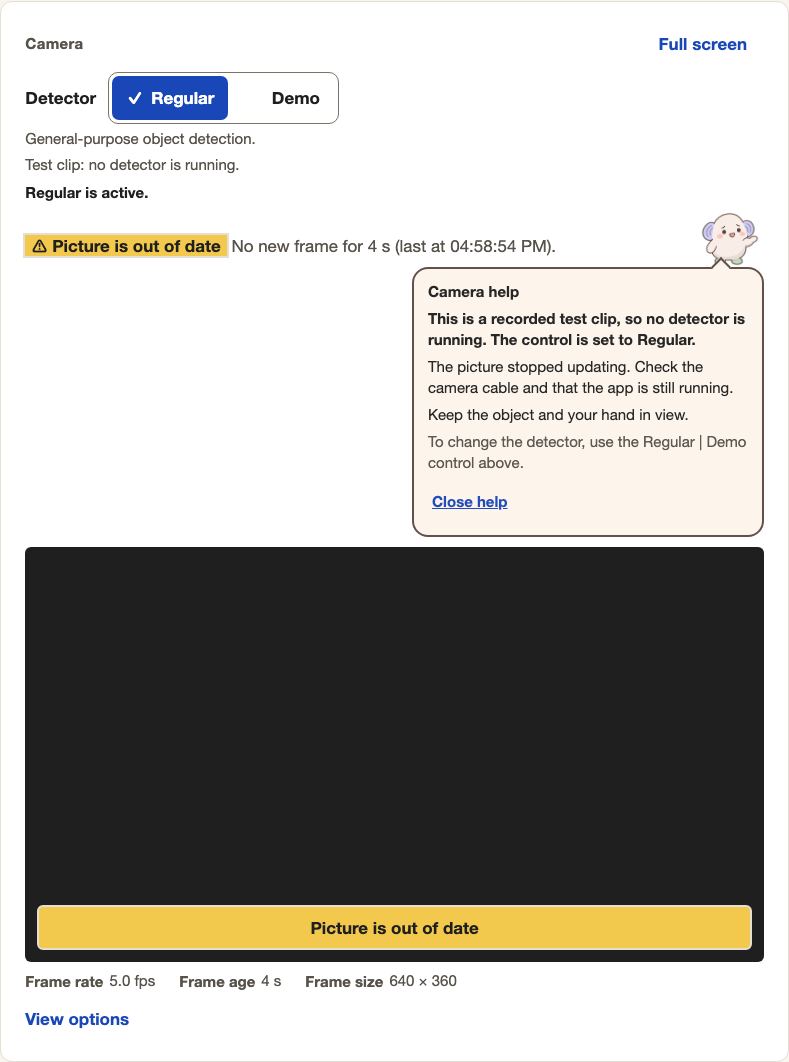 Camera
Full screen
Detector
✓ Regular
Demo
General-purpose object detection.
Test clip: no detector is running.
Regular is active.
⚠ Picture is out of date No new frame for 4 s (last at 04:58:54 PM).
Camera help
This is a recorded test clip, so no detector is
running. The control is set to Regular.
The picture stopped updating. Check the
camera cable and that the app is still running.
Keep the object and your hand in view.
To change the detector, use the Regular | Demo
control above.
Close help
Picture is out of date
Frame rate 5.0 fps Frame age 4 s Frame size 640 × 360
View options